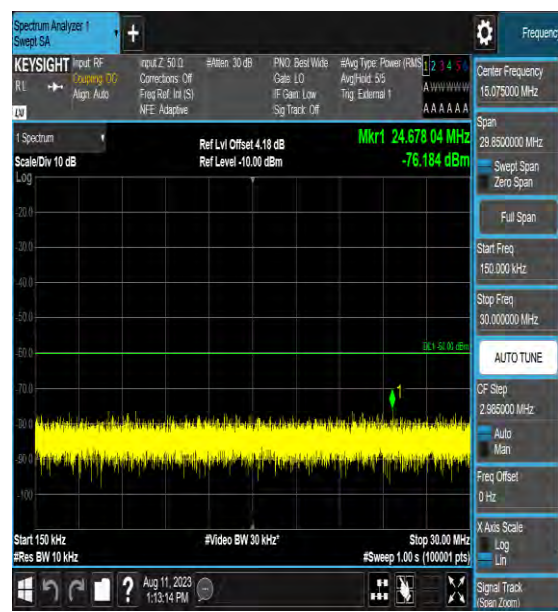 Spectrum Analyzer 1
Swept SA
+
Frequenc
KEYSIGHT
Input: RF
Coupling: DC
Align: Auto
Input Z: 50 Ω
Corrections: Off
Freq Ref: Int (S)
NFE: Adaptive
#Atten: 30 dB
PNO: Best Wide
Gate: LO
IF Gain: Low
Sig Track: Off
#Avg Type: Power (RMS
Avg|Hold: 5/5
Trig: External 1
1 2 3 4 5 6
A W W W W W
A A A A A A
LXI
1 Spectrum
Scale/Div 10 dB
Ref Lvl Offset 4.18 dB
Ref Level -10.00 dBm
Mkr1 24.678 04 MHz
-76.184 dBm
Log
-20.0
-30.0
-40.0
-50.0
-60.0
-70.0
-80.0
-90.0
-100
DL1 -60.00 dBm
1
Start 150 kHz
#Res BW 10 kHz
#Video BW 30 kHz*
Stop 30.00 MHz
#Sweep 1.00 s (100001 pts)
Aug 11, 2023
1:13:14 PM
Center Frequency
15.075000 MHz
Span
29.8500000 MHz
Swept Span
Zero Span
Full Span
Start Freq
150.000 kHz
Stop Freq
30.000000 MHz
AUTO TUNE
CF Step
2.985000 MHz
Auto
Man
Freq Offset
0 Hz
X Axis Scale
Log
Lin
Signal Track
(Span Zoom)